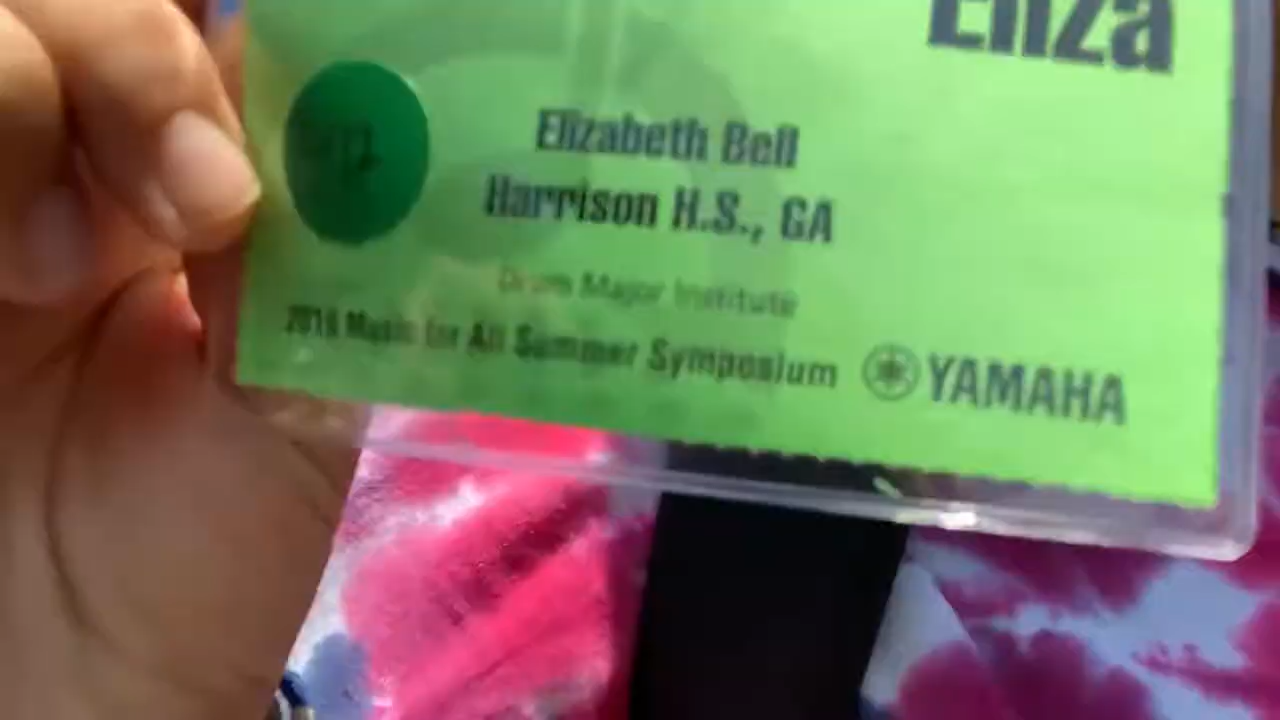 Eliza
Elizabeth Bell
Harrison H.S., GA
Drum Major Institute
Music for All Summer Symposium
YAMAHA